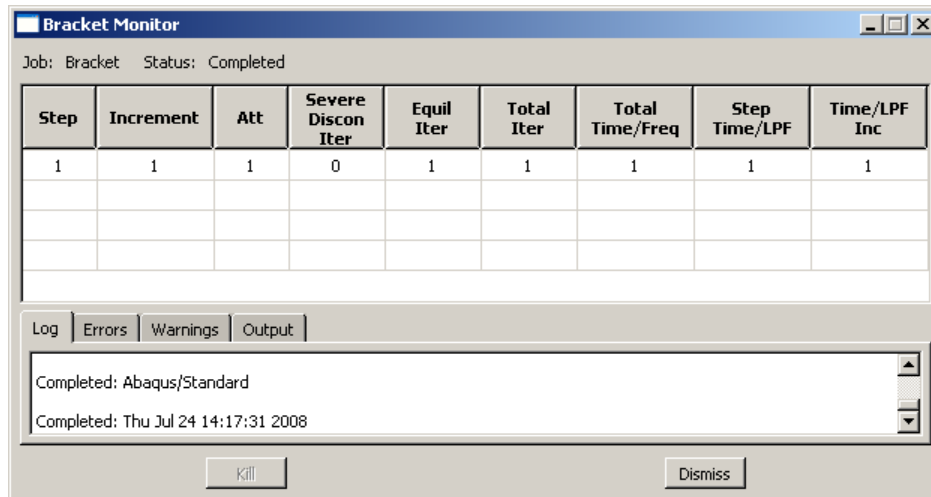 Bracket Monitor
Job: Bracket Status: Completed
Step Increment Att Severe Discon Iter Equil Iter Total Iter Total Time/Freq Step Time/LPF Time/LPF Inc
1 1 1 0 1 1 1 1 1
Log Errors Warnings Output
Completed: Abaqus/Standard
Completed: Thu Jul 24 14:17:31 2008
Kill Dismiss